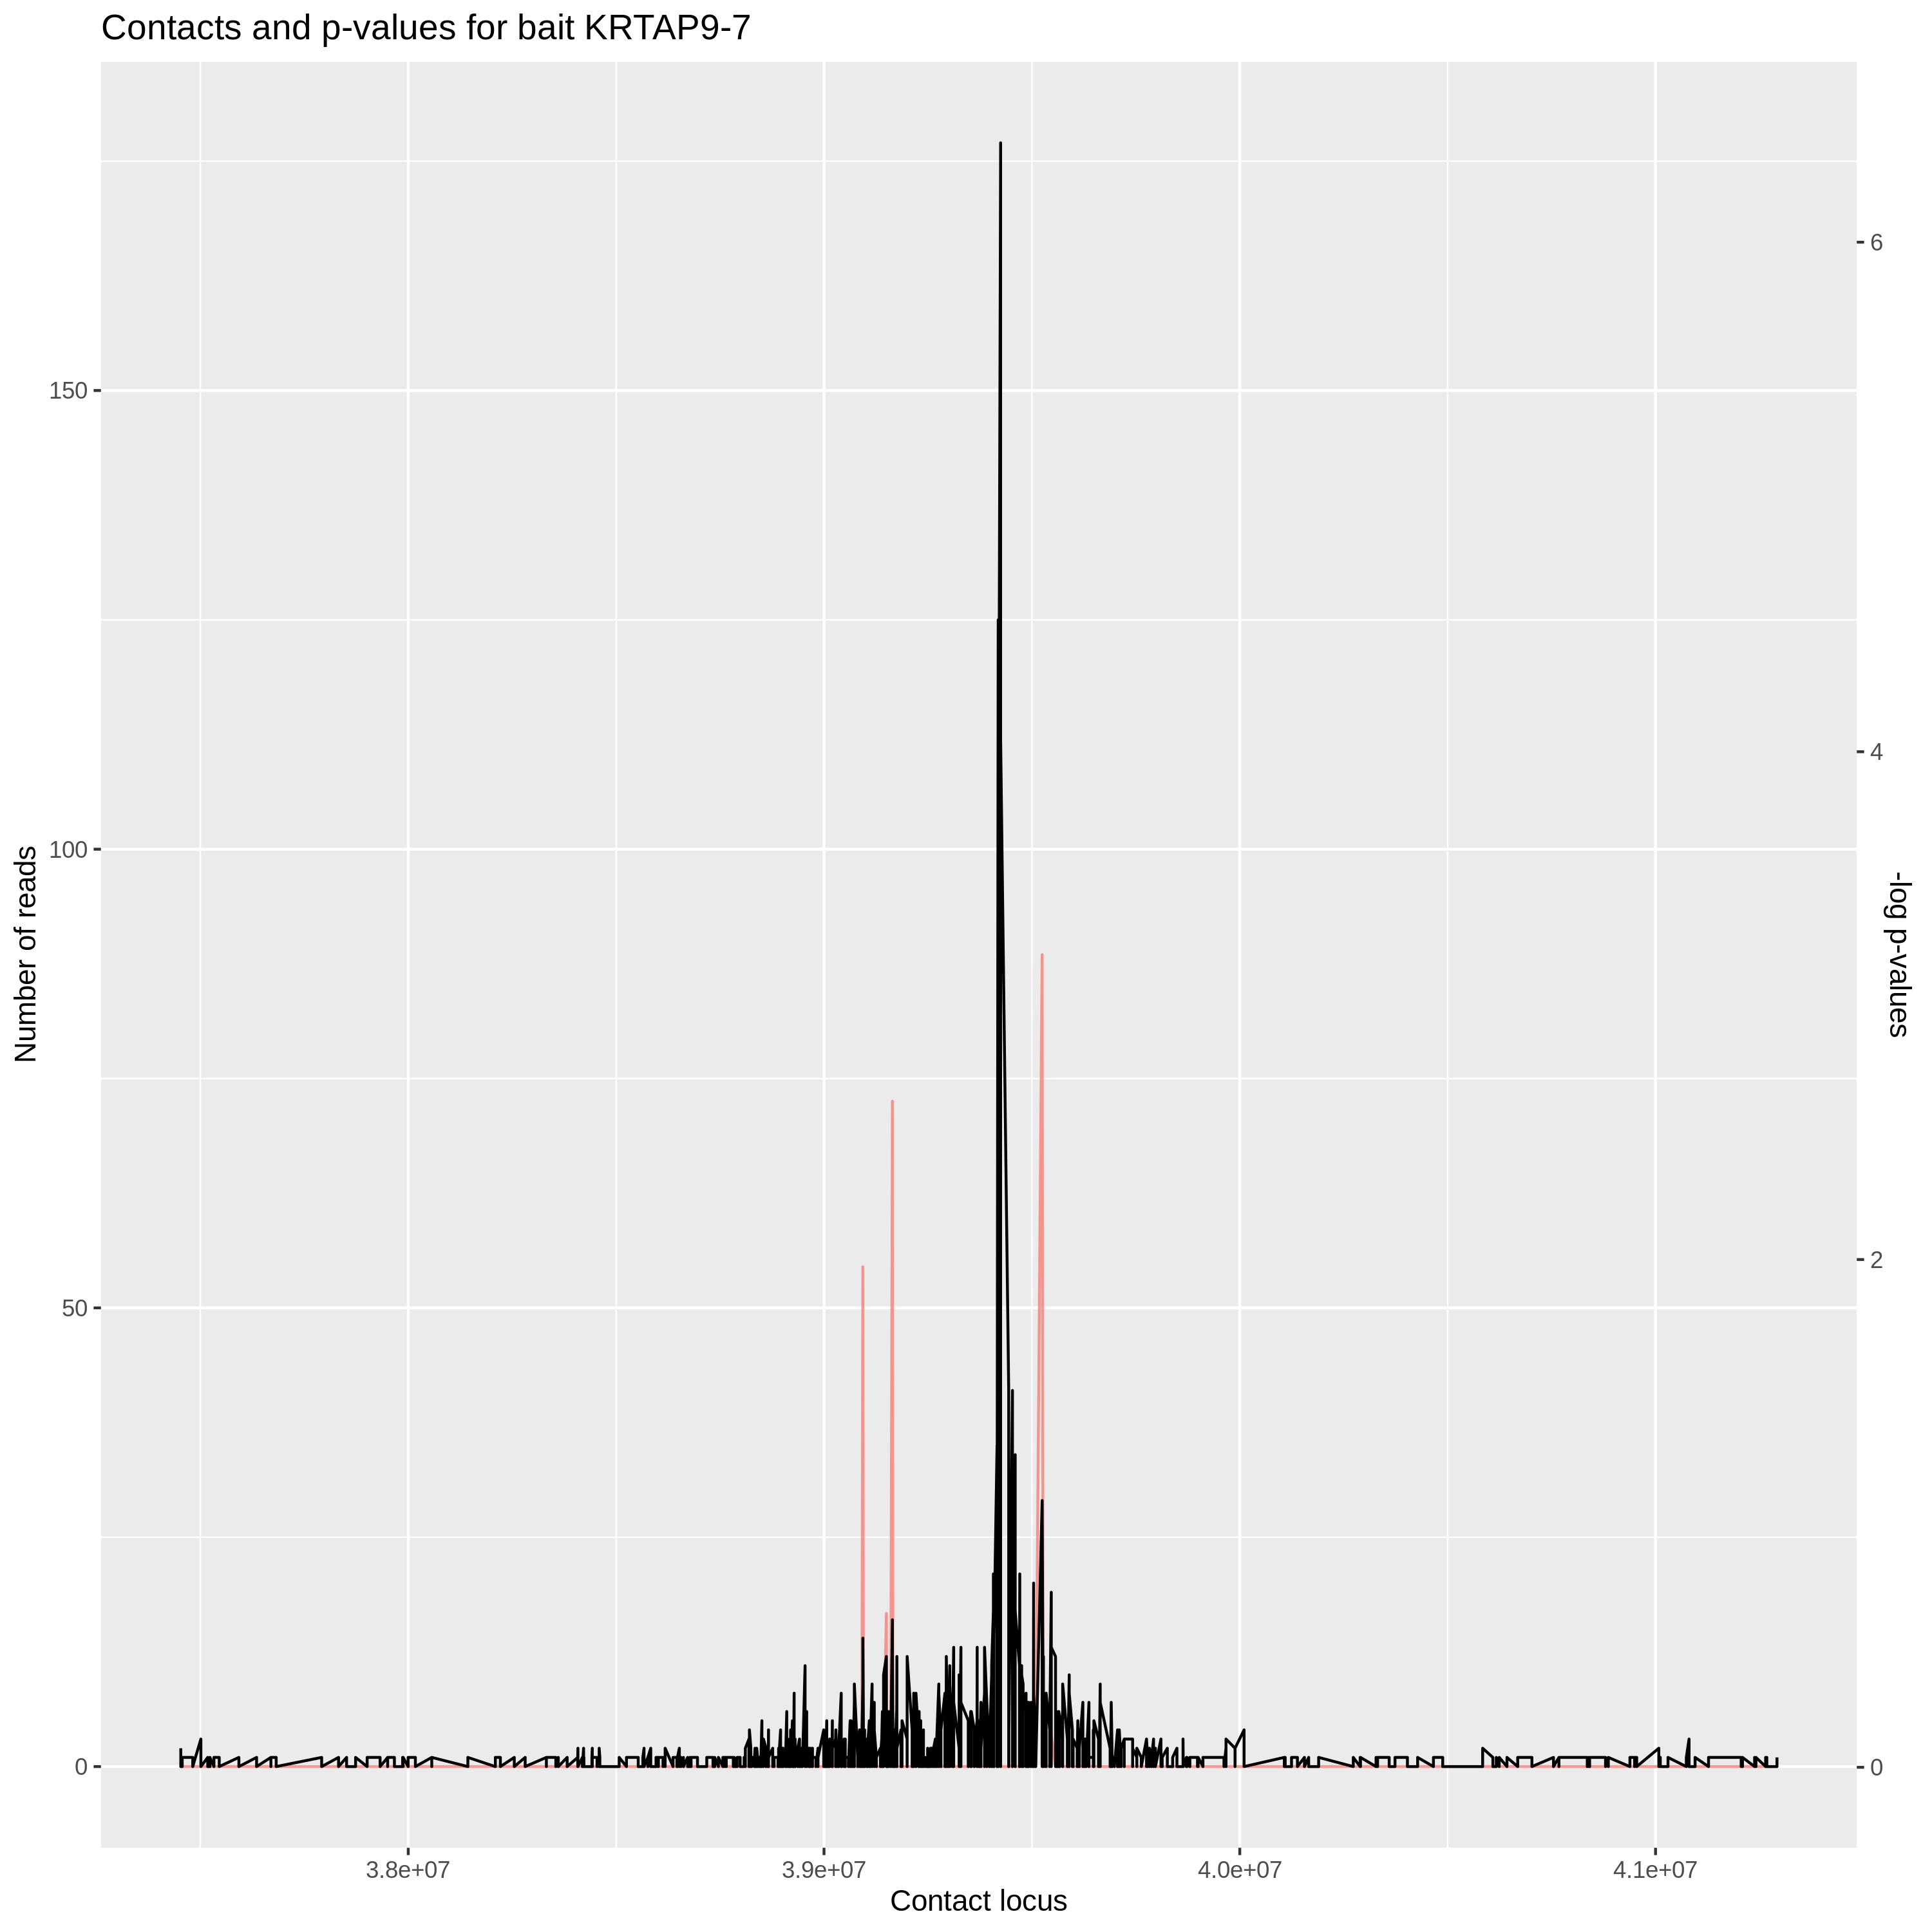 Contacts and p-values for bait KRTAP9-7
150
100
50
0
Number of reads
6
4
2
0
-log p-values
3.8e+07
3.9e+07
4.0e+07
4.1e+07
Contact locus